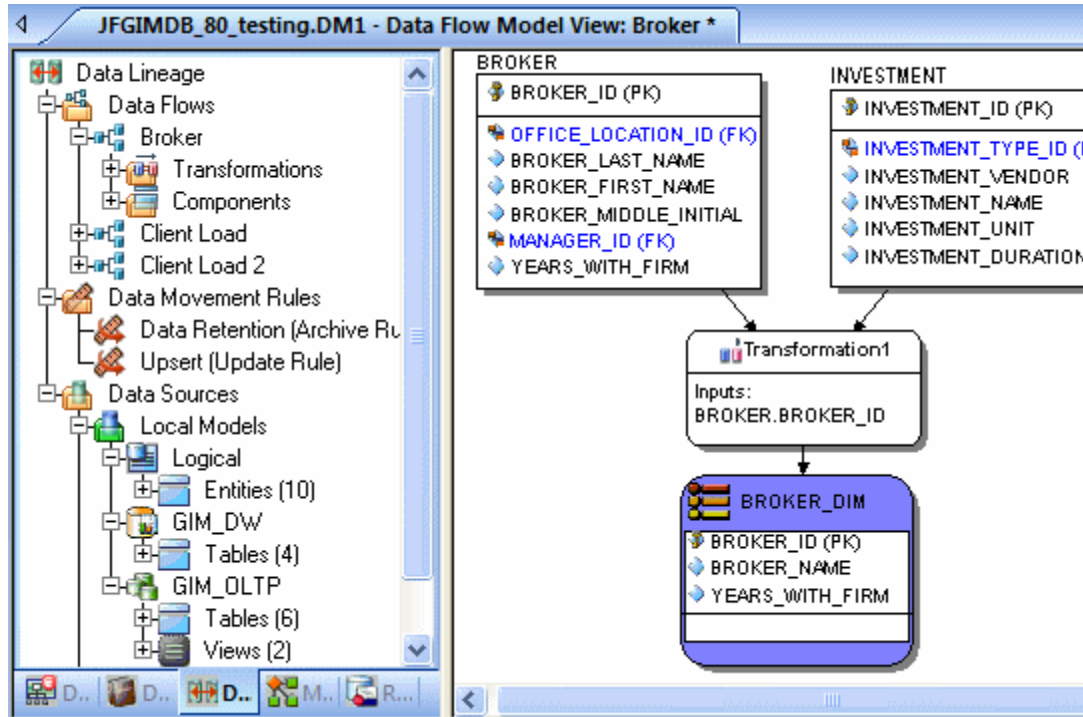 JFGIMDB_80_testing.DM1 - Data Flow Model View: Broker *
Data Lineage
Data Flows
Broker
Transformations
Components
Client Load
Client Load 2
Data Movement Rules
Data Retention (Archive Ru
Upsert (Update Rule)
Data Sources
Local Models
Logical
Entities (10)
GIM_DW
Tables (4)
GIM_OLTP
Tables (6)
Views (2)
D..
D..
D..
M..
R...
BROKER
BROKER_ID (PK)
OFFICE_LOCATION_ID (FK)
BROKER_LAST_NAME
BROKER_FIRST_NAME
BROKER_MIDDLE_INITIAL
MANAGER_ID (FK)
YEARS_WITH_FIRM
INVESTMENT
INVESTMENT_ID (PK)
INVESTMENT_TYPE_ID (
INVESTMENT_VENDOR
INVESTMENT_NAME
INVESTMENT_UNIT
INVESTMENT_DURATION
Transformation1
Inputs:
BROKER.BROKER_ID
BROKER_DIM
BROKER_ID (PK)
BROKER_NAME
YEARS_WITH_FIRM